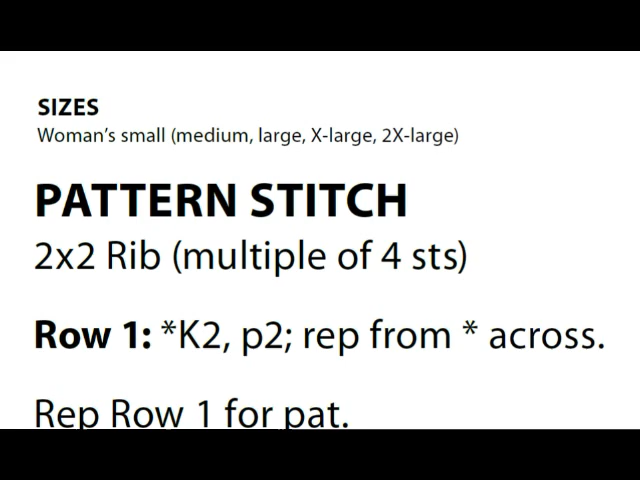 SIZES
Woman’s small (medium, large, X-large, 2X-large)
PATTERN STITCH
2x2 Rib (multiple of 4 sts)
Row 1: *K2, p2; rep from * across.
Rep Row 1 for pat.